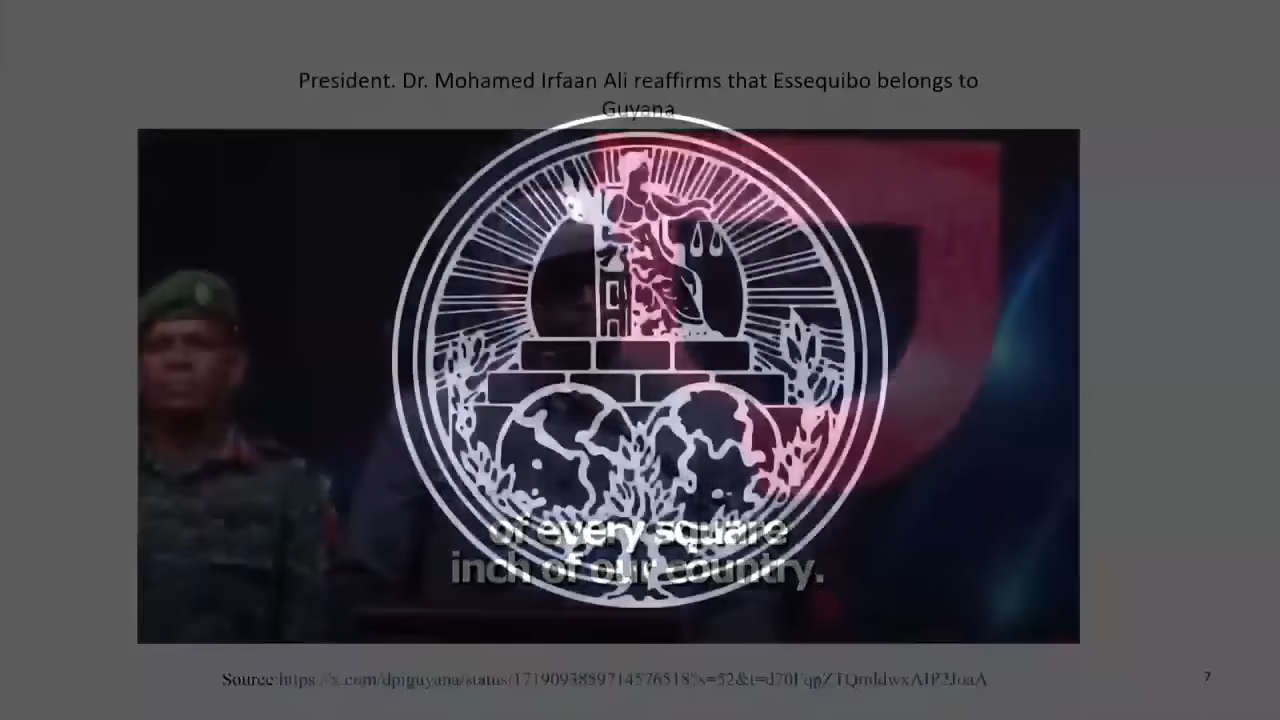 President. Dr. Mohamed Irfaan Ali reaffirms that Essequibo belongs to
Guyana
of every square
inch of our country.
Source:
7